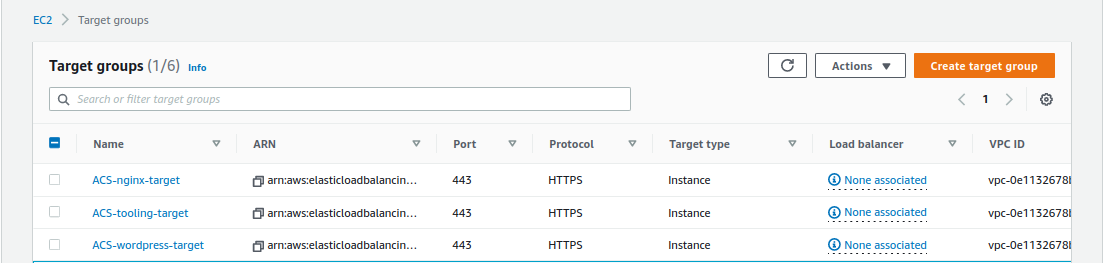 EC2 > Target groups
Target groups (1/6) Info
Actions
Create target group
Search or filter target groups
1
Name ARN Port Protocol Target type Load balancer VPC ID
ACS-nginx-target arn:aws:elasticloadbalancin... 443 HTTPS Instance None associated vpc-0e1132678
ACS-tooling-target arn:aws:elasticloadbalancin... 443 HTTPS Instance None associated vpc-0e1132678
ACS-wordpress-target arn:aws:elasticloadbalancin... 443 HTTPS Instance None associated vpc-0e1132678